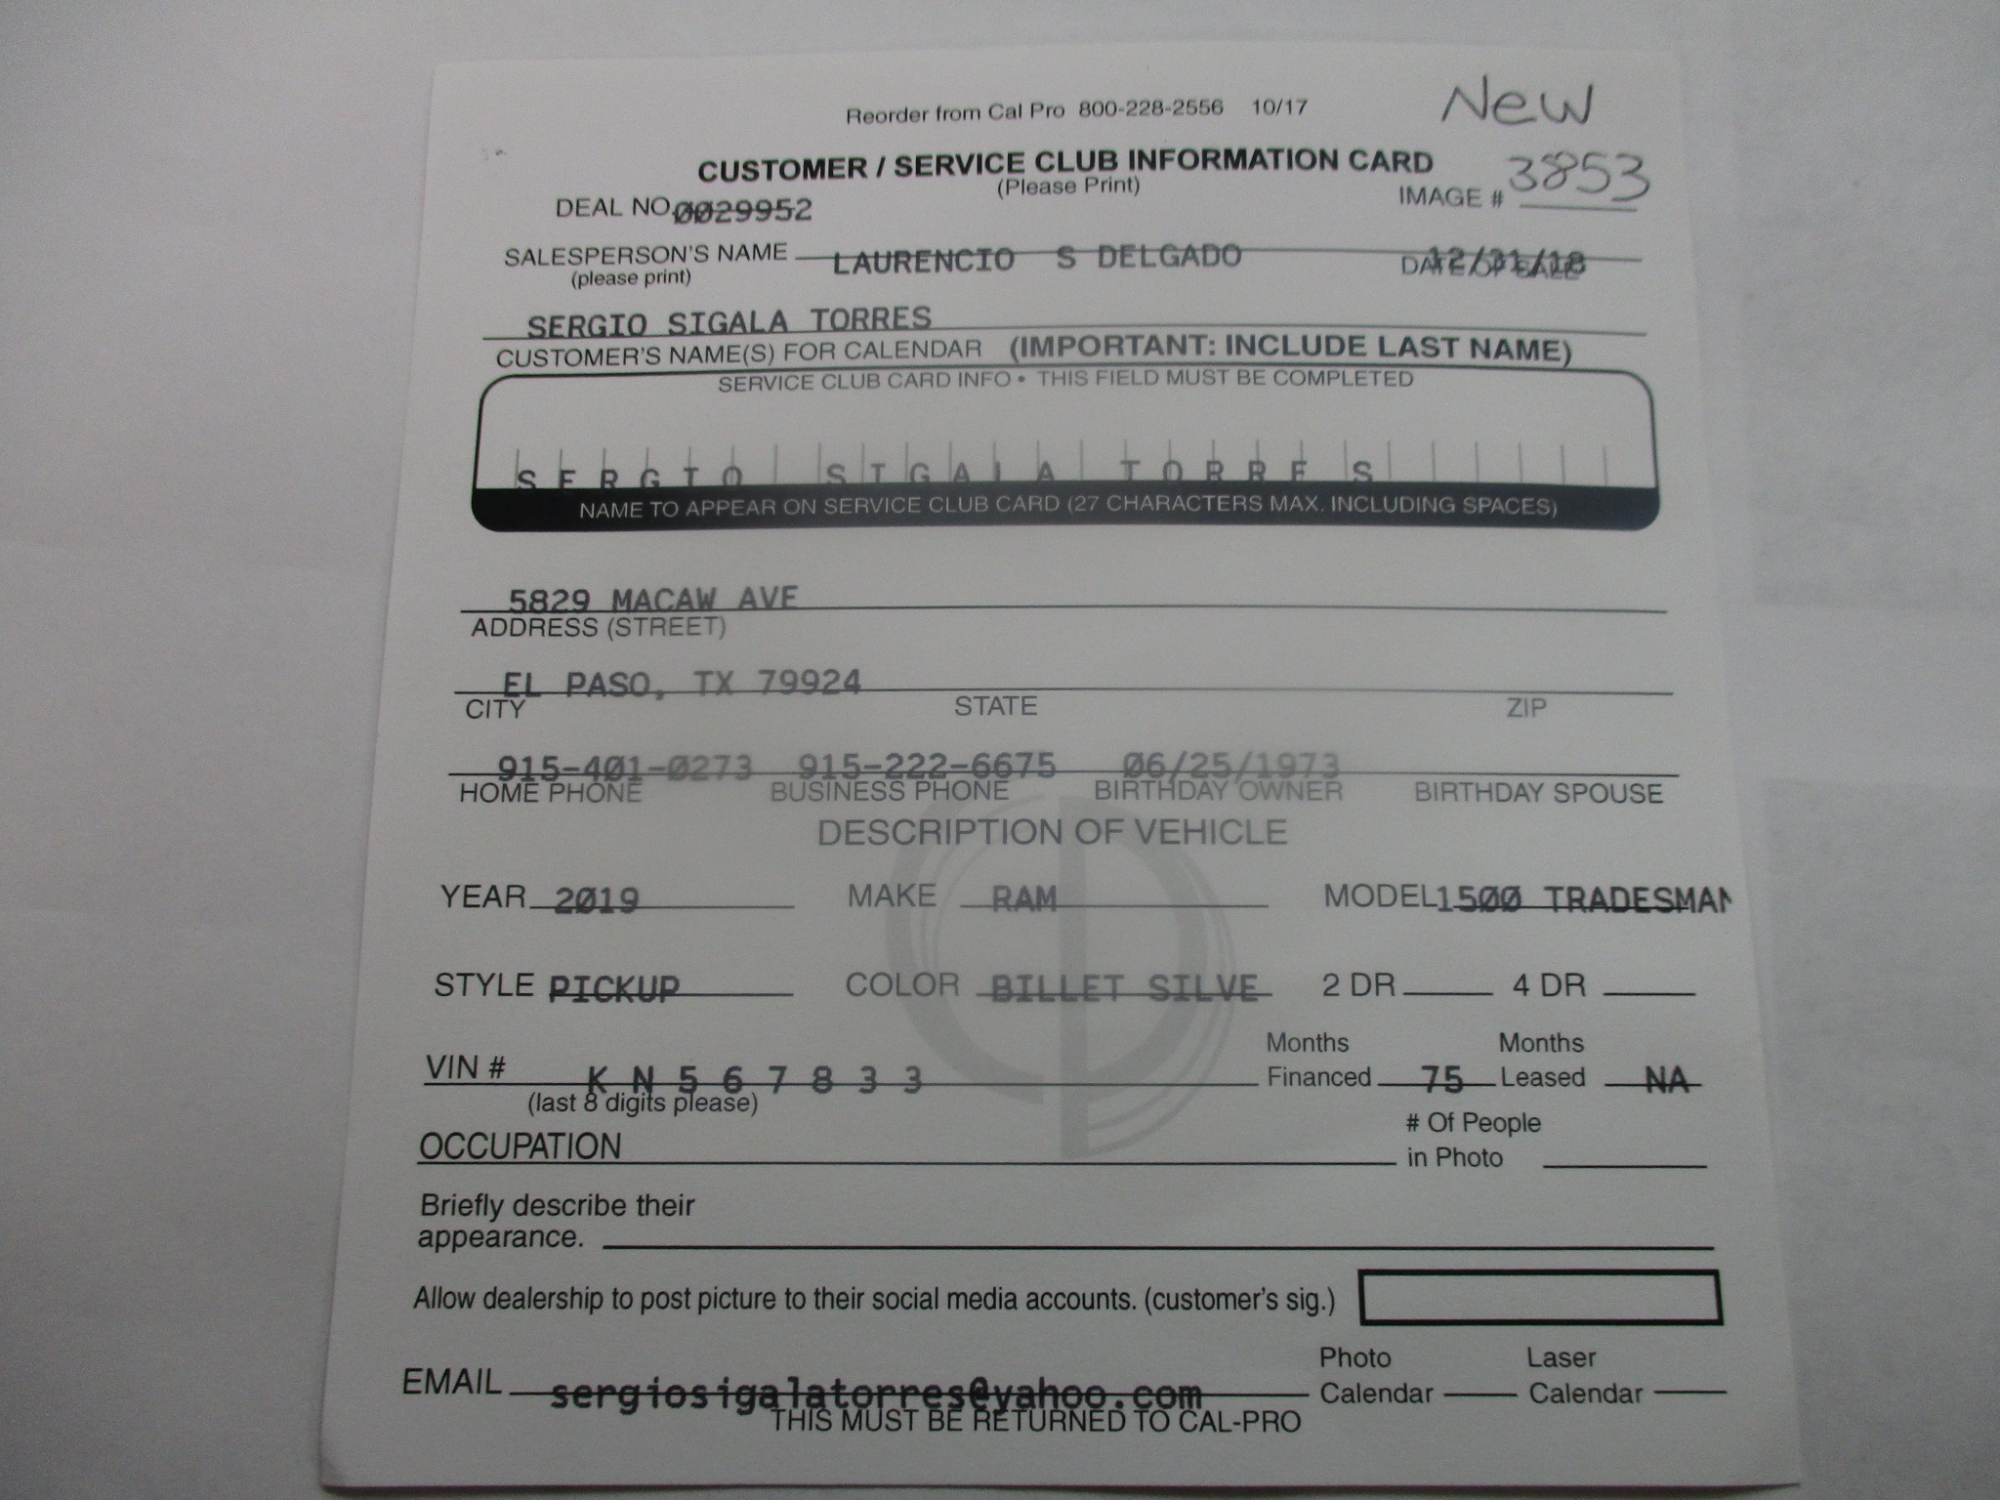 Reorder from Cal Pro 800-228-2556 10/17
New
CUSTOMER / SERVICE CLUB INFORMATION CARD
(Please Print)
DEAL NO. 0029952
IMAGE # 3853
SALESPERSON'S NAME LAURENCIO S DELGADO DATE OF SALE 12/31/18
(please print)
SERGIO SIGALA TORRES
CUSTOMER'S NAME(S) FOR CALENDAR (IMPORTANT: INCLUDE LAST NAME)
SERVICE CLUB CARD INFO • THIS FIELD MUST BE COMPLETED
S E R G I O S I G A L A T O R R E S
NAME TO APPEAR ON SERVICE CLUB CARD (27 CHARACTERS MAX. INCLUDING SPACES)
5829 MACAW AVE
ADDRESS (STREET)
EL PASO, TX 79924
CITY STATE ZIP
915-401-0273 915-222-6675 06/25/1973
HOME PHONE BUSINESS PHONE BIRTHDAY OWNER BIRTHDAY SPOUSE
DESCRIPTION OF VEHICLE
YEAR 2019 MAKE RAM MODEL 1500 TRADESMAN
STYLE PICKUP COLOR BILLET SILVE 2 DR 4 DR
Months Months
VIN # K N 5 6 7 8 3 3 Financed 75 Leased NA
(last 8 digits please)
# Of People
OCCUPATION in Photo
Briefly describe their
appearance.
Allow dealership to post picture to their social media accounts. (customer's sig.)
Photo Laser
EMAIL sergiosigalatorres@yahoo.com Calendar Calendar
THIS MUST BE RETURNED TO CAL-PRO